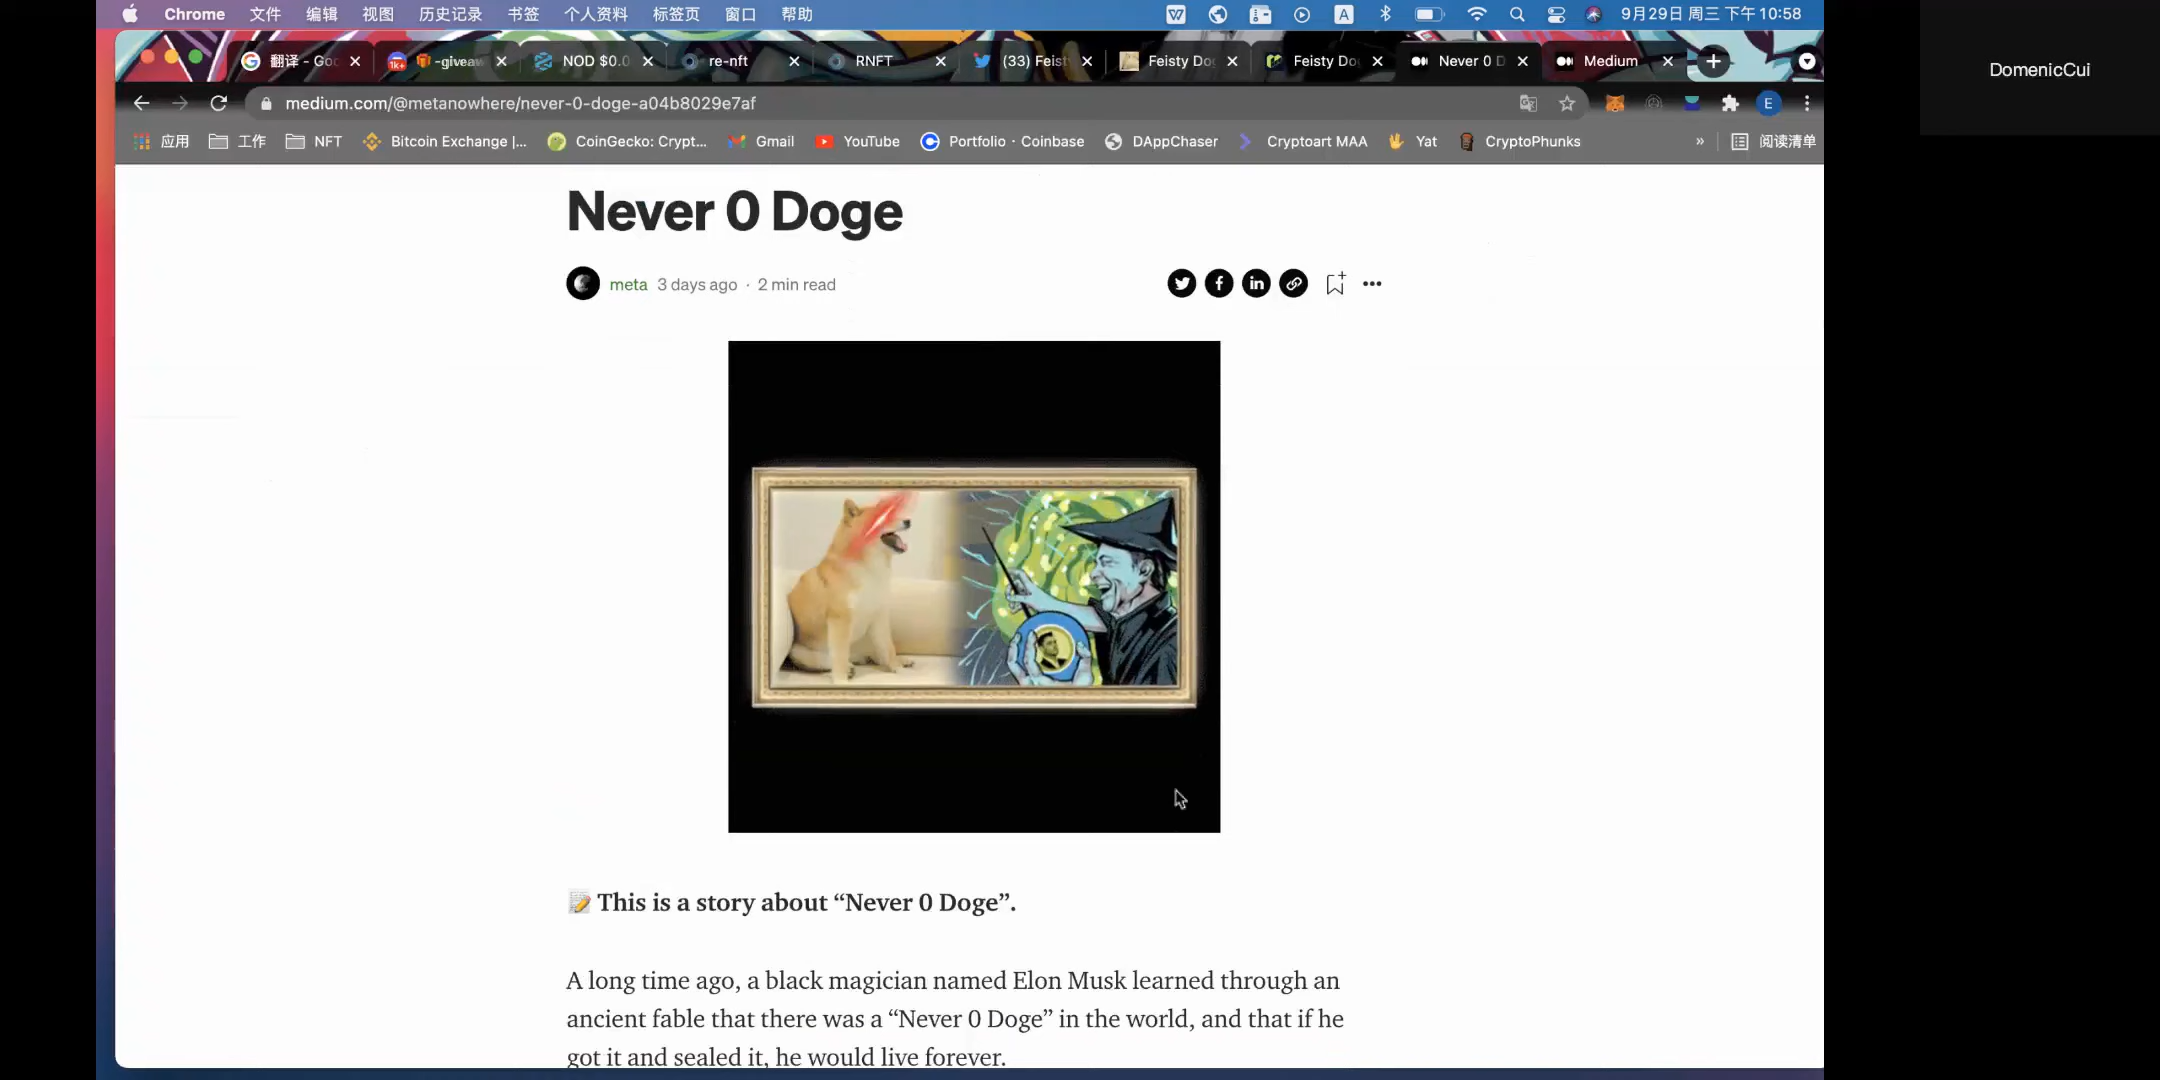 Chrome 文件 编辑 视图 历史记录 书签 个人资料 标签页 窗口 帮助 9月29日 周三 下午10:58
翻译 - Goo -giveaw NOD $0.0 re-nft RNFT (33) Feist Feisty Do Feisty Do Never 0 D Medium
DomenicCui
medium.com/@metanowhere/never-0-doge-a04b8029e7af
E
应用 工作 NFT Bitcoin Exchange |... CoinGecko: Crypt... Gmail YouTube Portfolio · Coinbase DAppChaser Cryptoart MAA Yat CryptoPhunks » 阅读清单
Never 0 Doge
meta 3 days ago · 2 min read
This is a story about “Never 0 Doge”.
A long time ago, a black magician named Elon Musk learned through an
ancient fable that there was a “Never 0 Doge” in the world, and that if he
got it and sealed it, he would live forever.